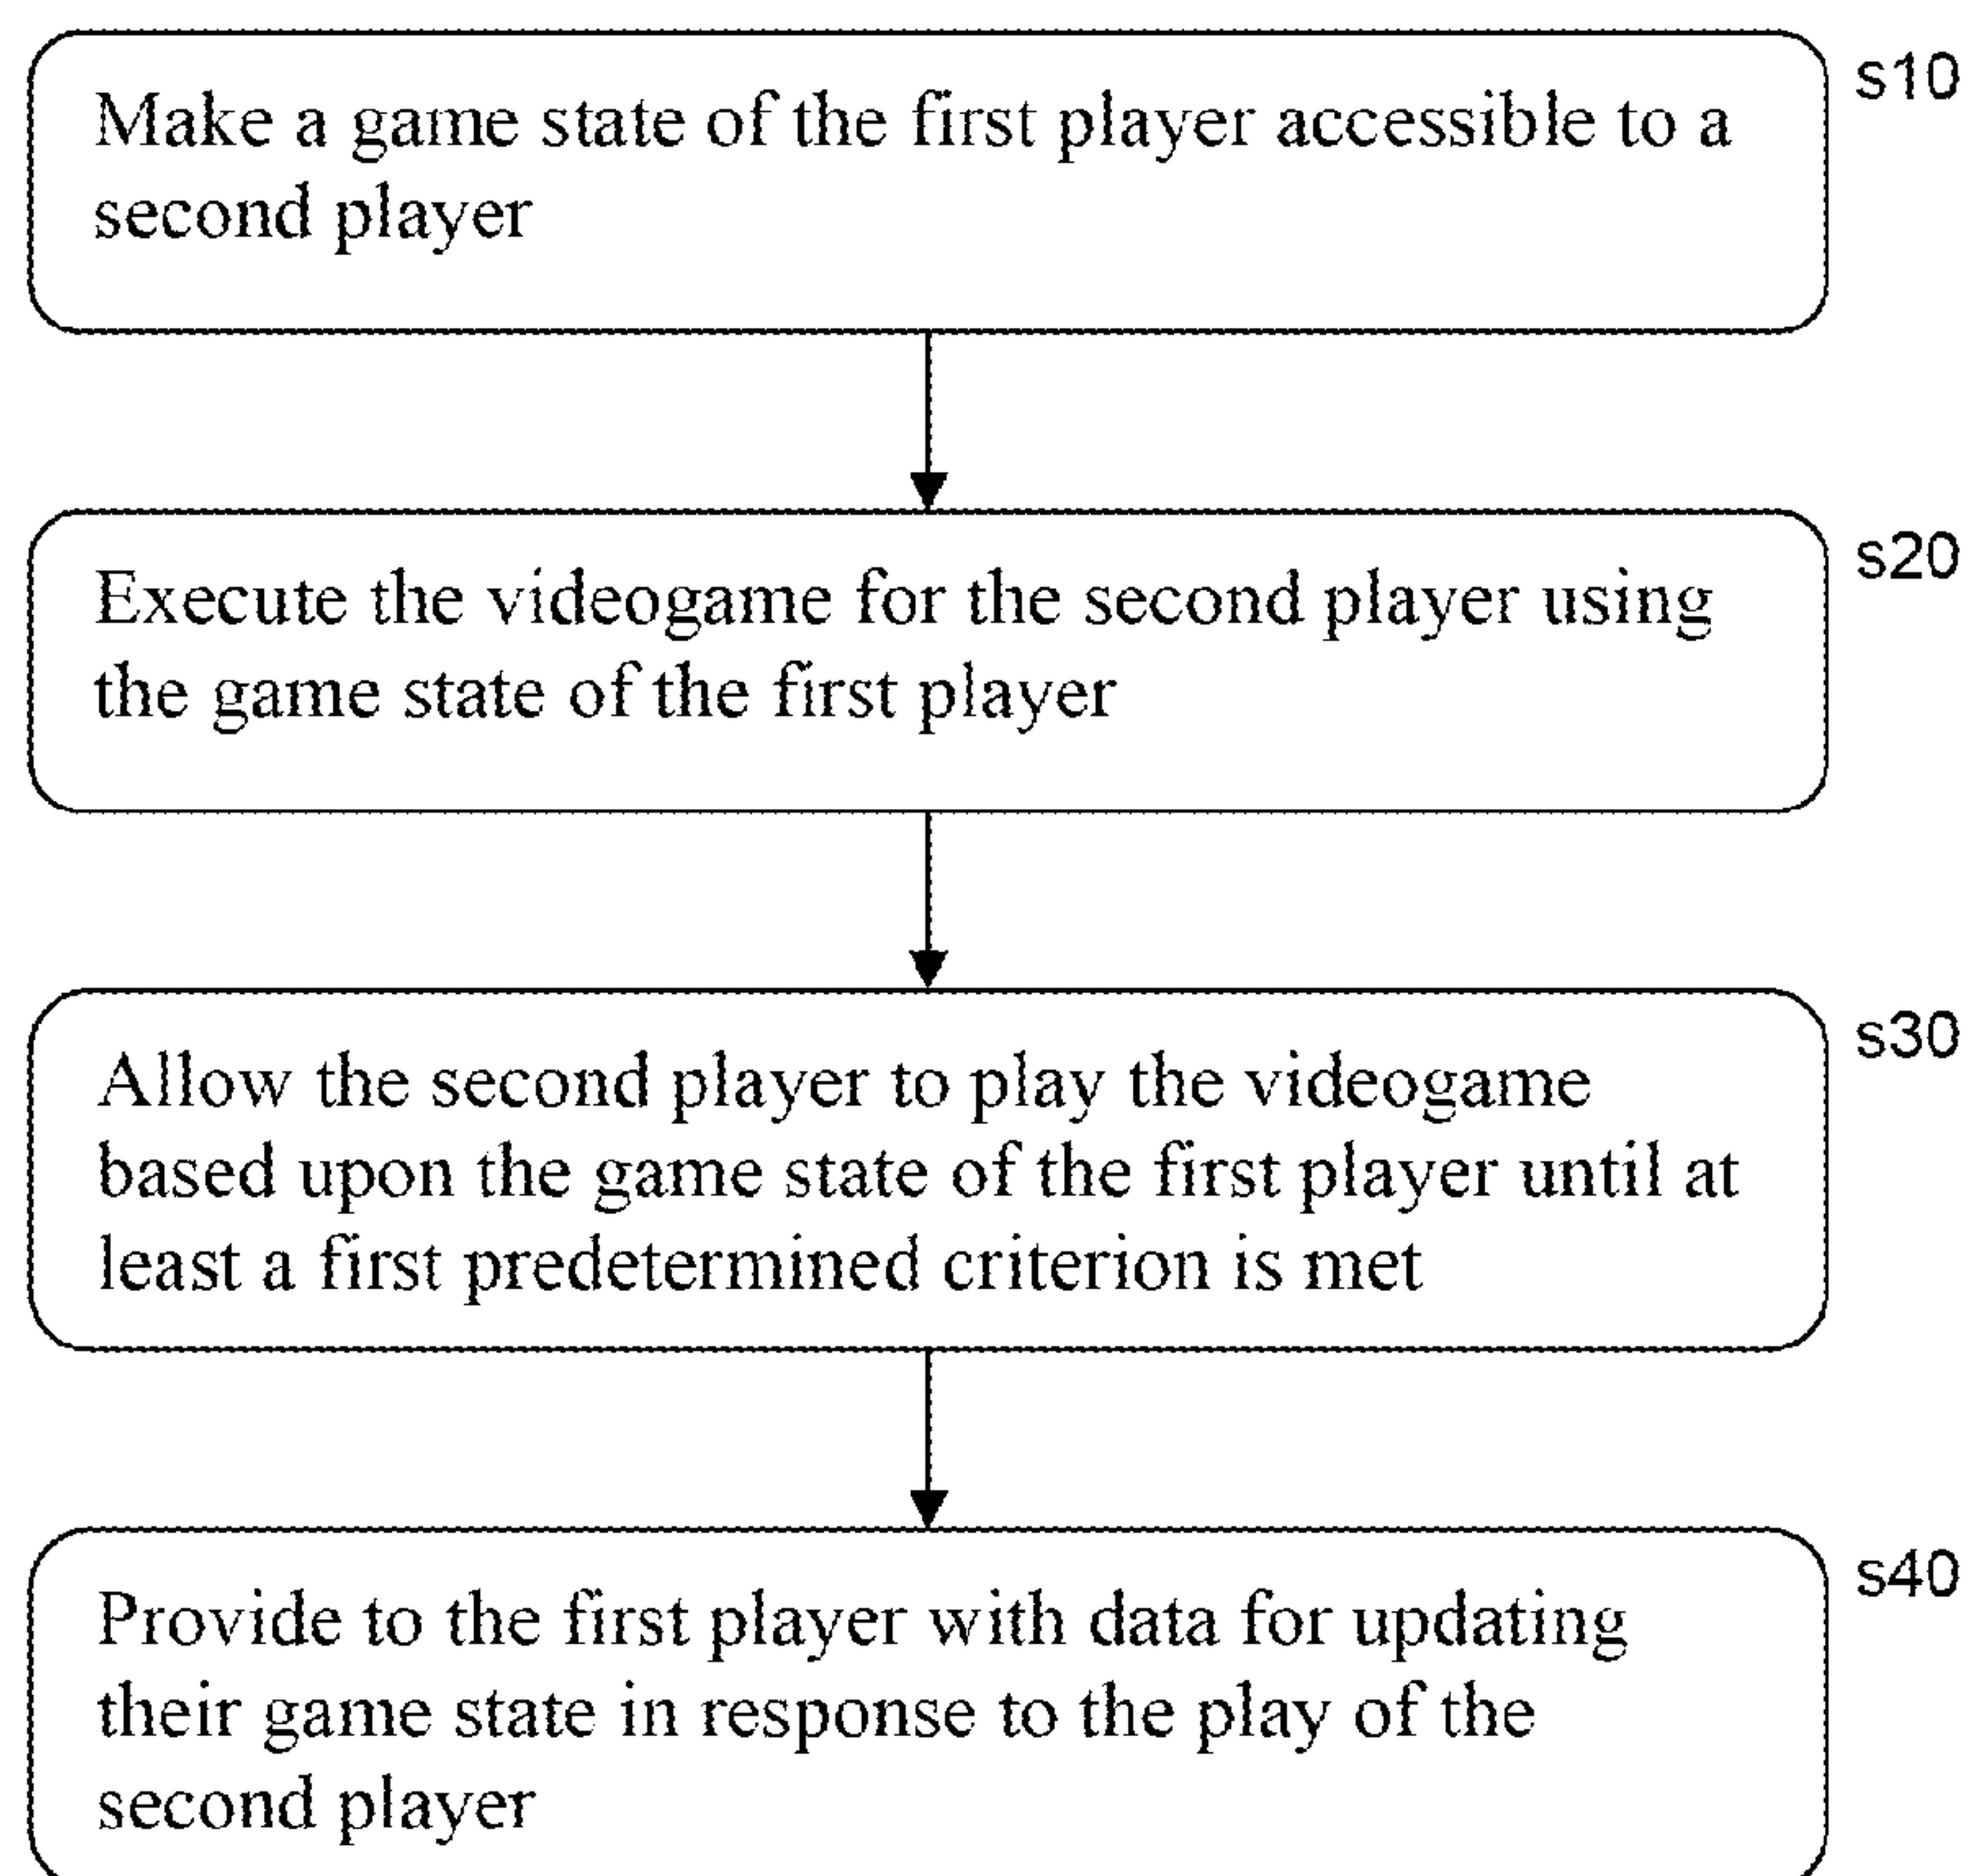 Make a game state of the first player accessible to a
second player
s10
Execute the videogame for the second player using
the game state of the first player
s20
Allow the second player to play the videogame
based upon the game state of the first player until at
least a first predetermined criterion is met
s30
Provide to the first player with data for updating
their game state in response to the play of the
second player
s40